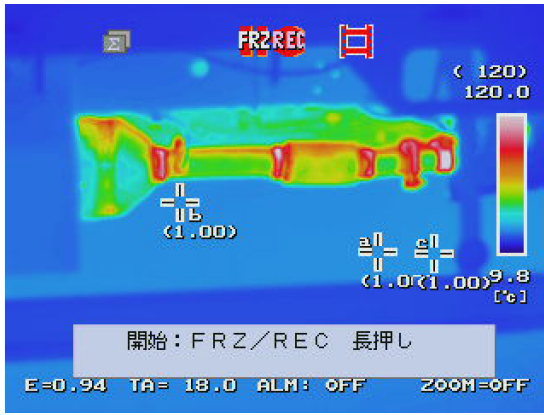 Σ
FRZREC
( 120)
120.0
b
(1.00)
a
c
(1.0
(1.00)
9.8
[℃]
開始：ＦＲＺ／ＲＥＣ 長押し
E=0.94 TA= 18.0 ALM: OFF ZOOM=OFF